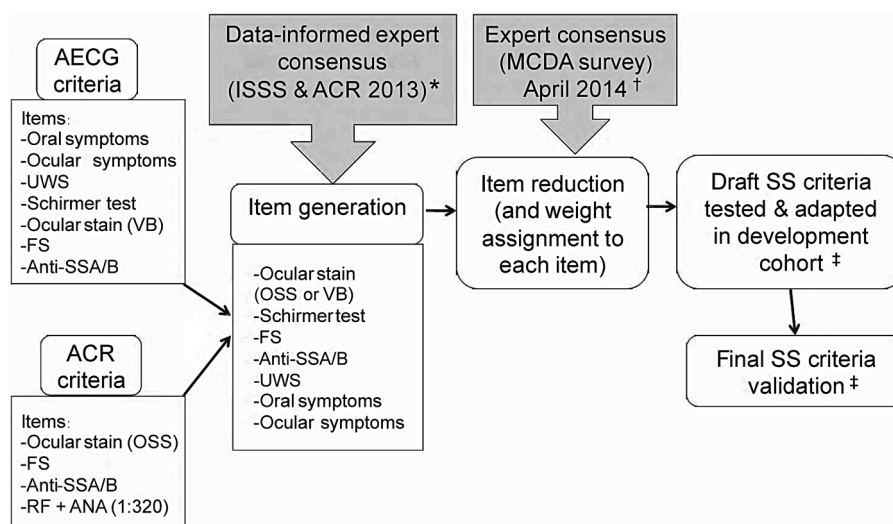 AECG
criteria
Items:
-Oral symptoms
-Ocular symptoms
-UWS
-Schirmer test
-Ocular stain (VB)
-FS
-Anti-SSA/B
ACR
criteria
Items:
-Ocular stain (OSS)
-FS
-Anti-SSA/B
-RF + ANA (1:320)
Data-informed expert
consensus
(ISSS & ACR 2013)*
Item generation
-Ocular stain
(OSS or VB)
-Schirmer test
-FS
-Anti-SSA/B
-UWS
-Oral symptoms
-Ocular symptoms
Expert consensus
(MCDA survey)
April 2014 †
Item reduction
(and weight
assignment to
each item)
Draft SS criteria
tested & adapted
in development
cohort ‡
Final SS criteria
validation ‡